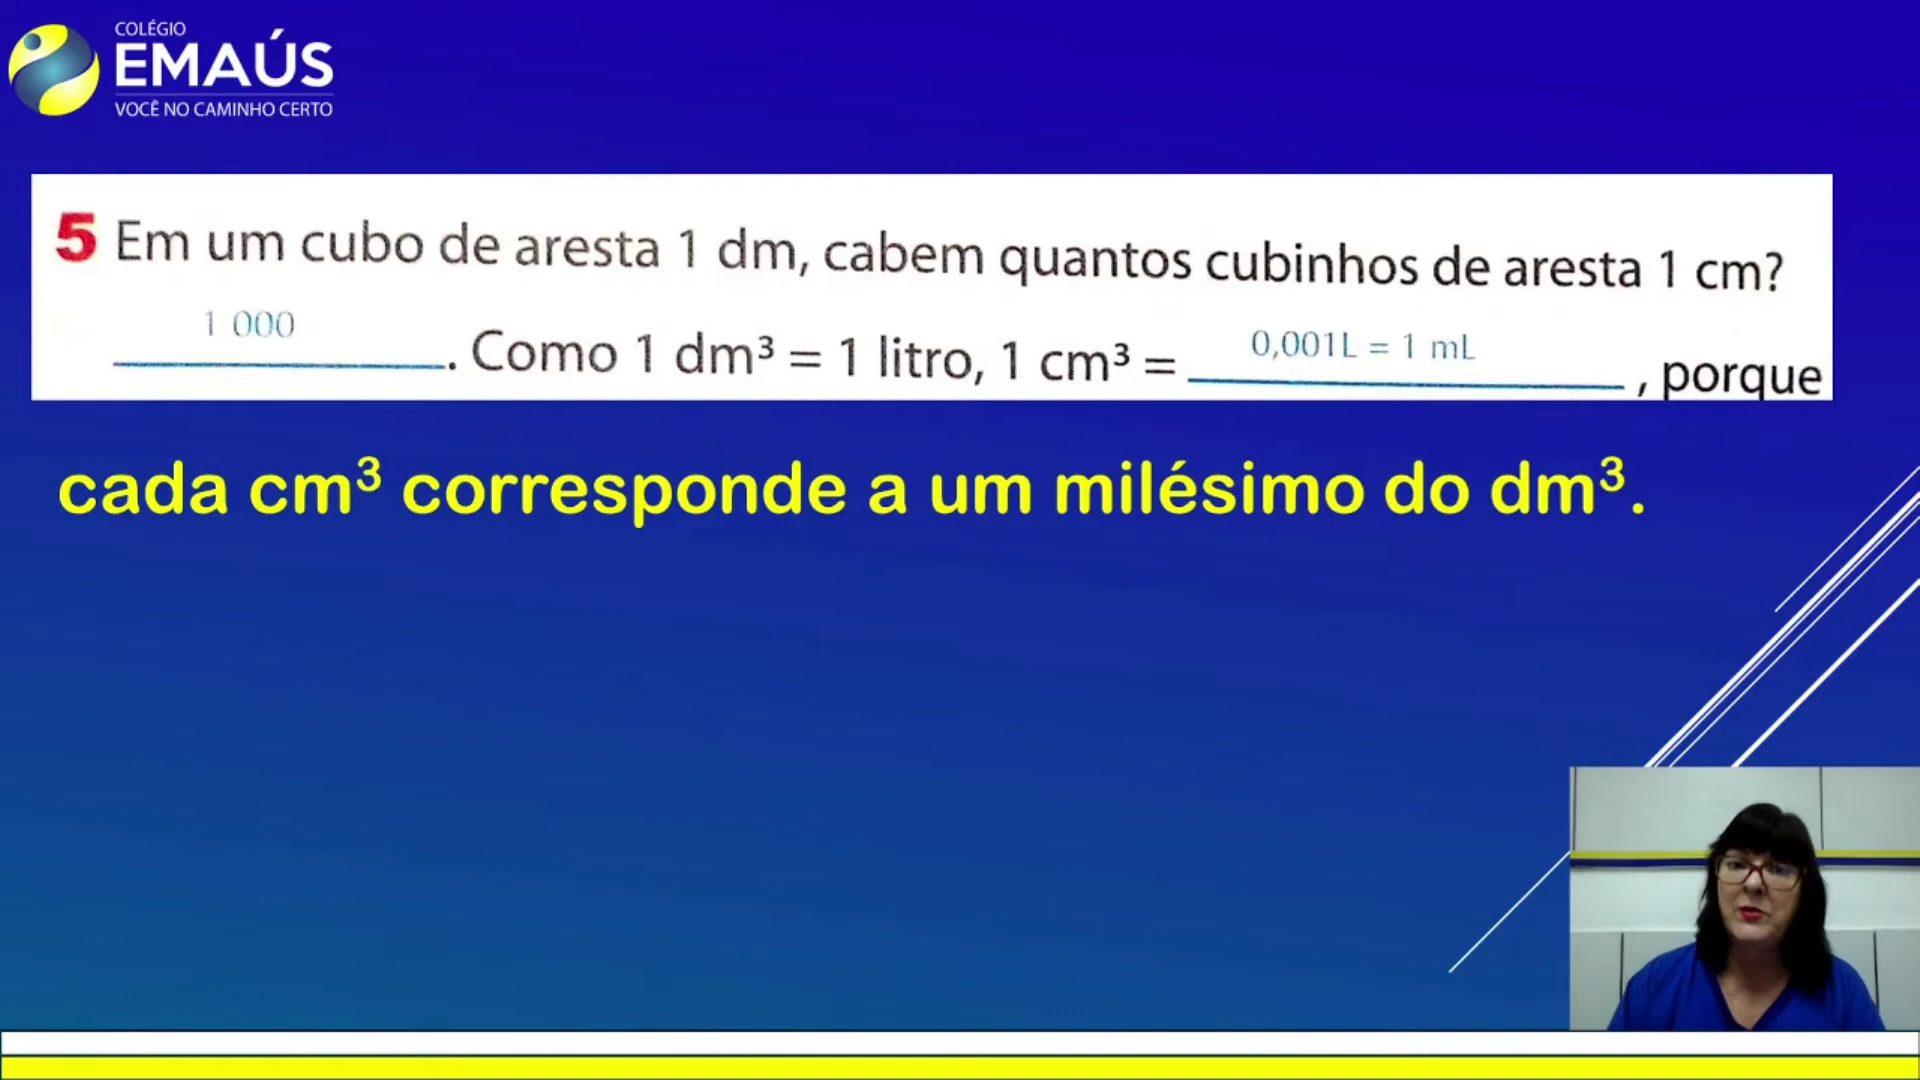 COLÉGIO
EMAÚS
VOCÊ NO CAMINHO CERTO
5 Em um cubo de aresta 1 dm, cabem quantos cubinhos de aresta 1 cm?
1 000 . Como 1 dm³ = 1 litro, 1 cm³ = 0,001L = 1 mL , porque
cada cm³ corresponde a um milésimo do dm³.